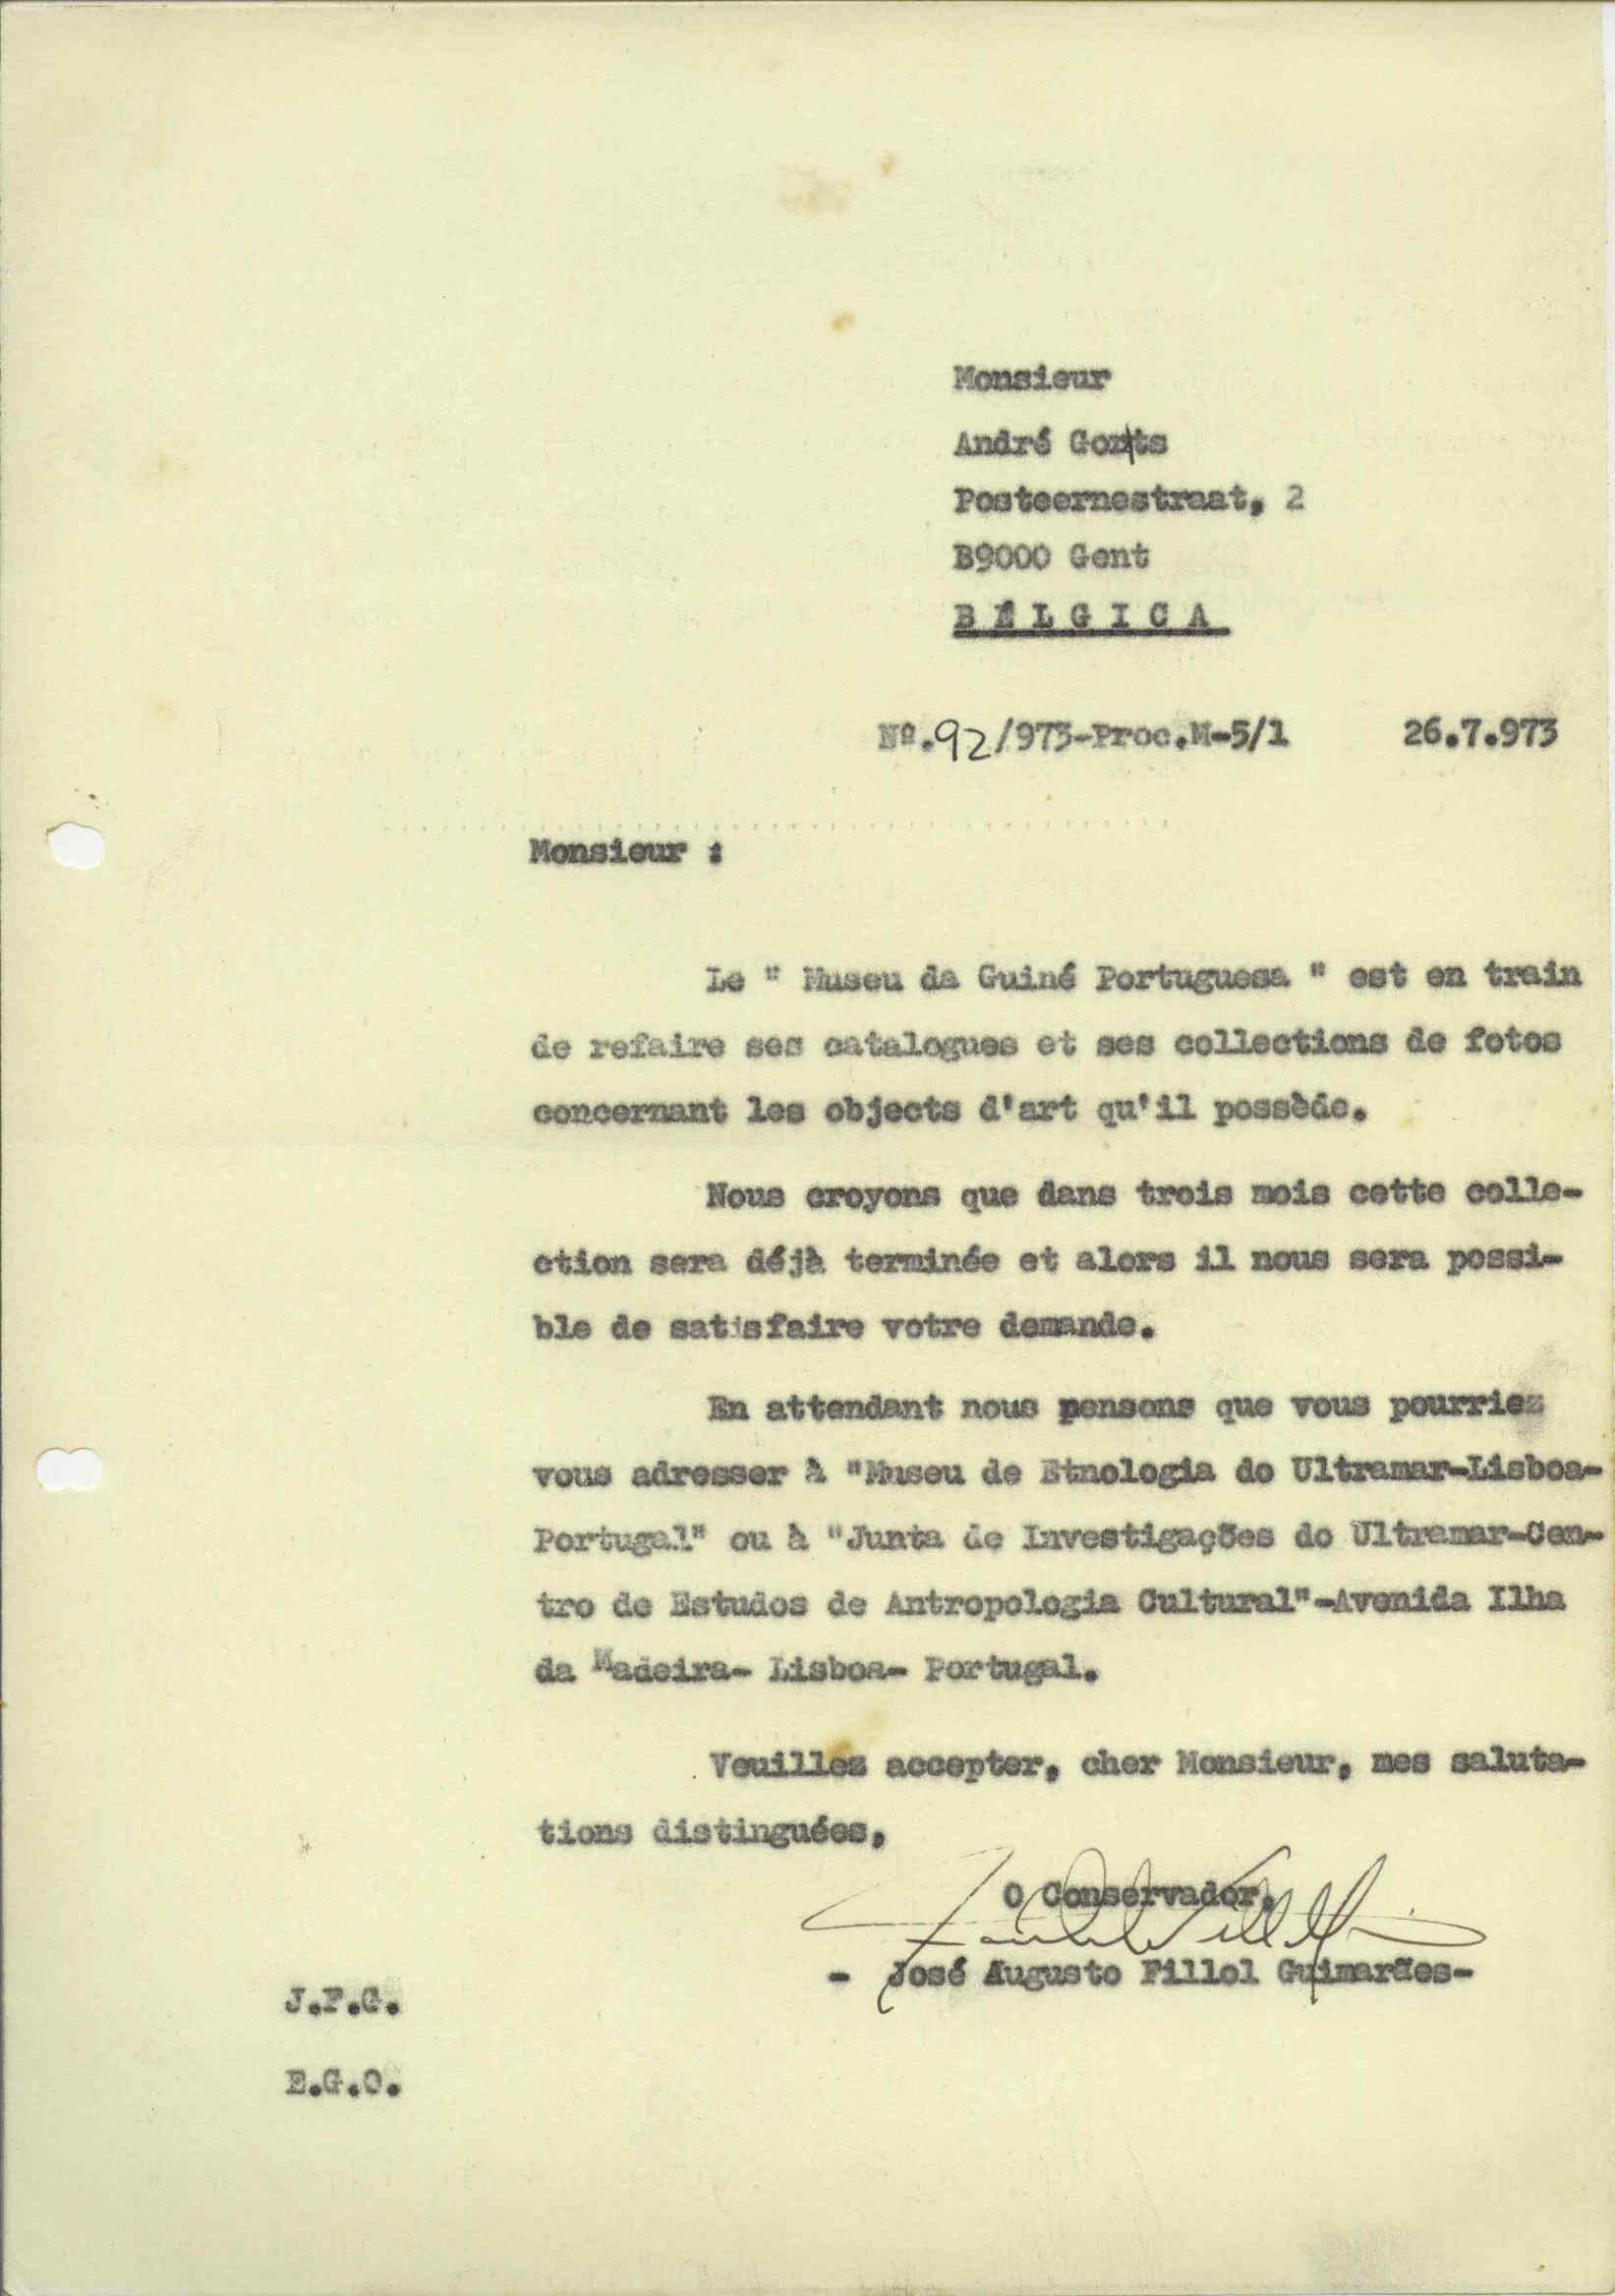 Monsieur
André Gonts
Posteernestraat, 2
B9000 Gent
BÉLGICA
Nº.92/973-Proc.M-5/1 26.7.973
Monsieur :
Le " Museu da Guiné Portuguesa " est en train
de refaire ses catalogues et ses collections de fotos
concernant les objects d'art qu'il possède.
Nous croyons que dans trois mois cette colle-
ction sera déjà terminée et alors il nous sera possi-
ble de satisfaire votre demande.
En attendant nous pensons que vous pourriez
vous adresser à "Museu de Etnologia do Ultramar-Lisboa-
Portugal" ou à "Junta de Investigações do Ultramar-Cen-
tro de Estudos de Antropologia Cultural"-Avenida Ilha
da Madeira- Lisboa- Portugal.
Veuillez accepter, cher Monsieur, mes saluta-
tions distinguées,
O Conservador,
- José Augusto Fillol Guimarães-
J.F.G.
E.G.O.